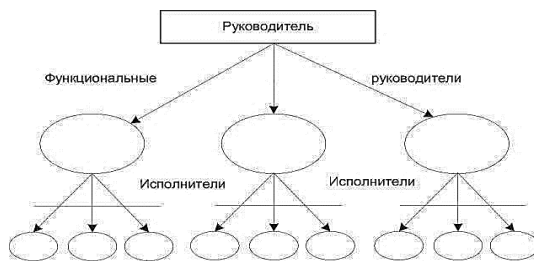 Руководитель
Функциональные руководители
Исполнители Исполнители